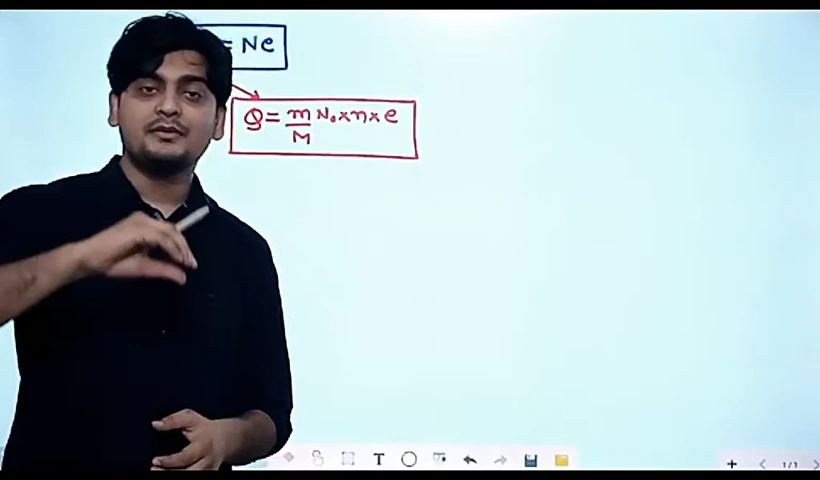 = Ne
Q = m/M N₀ × n × e
T
1/1